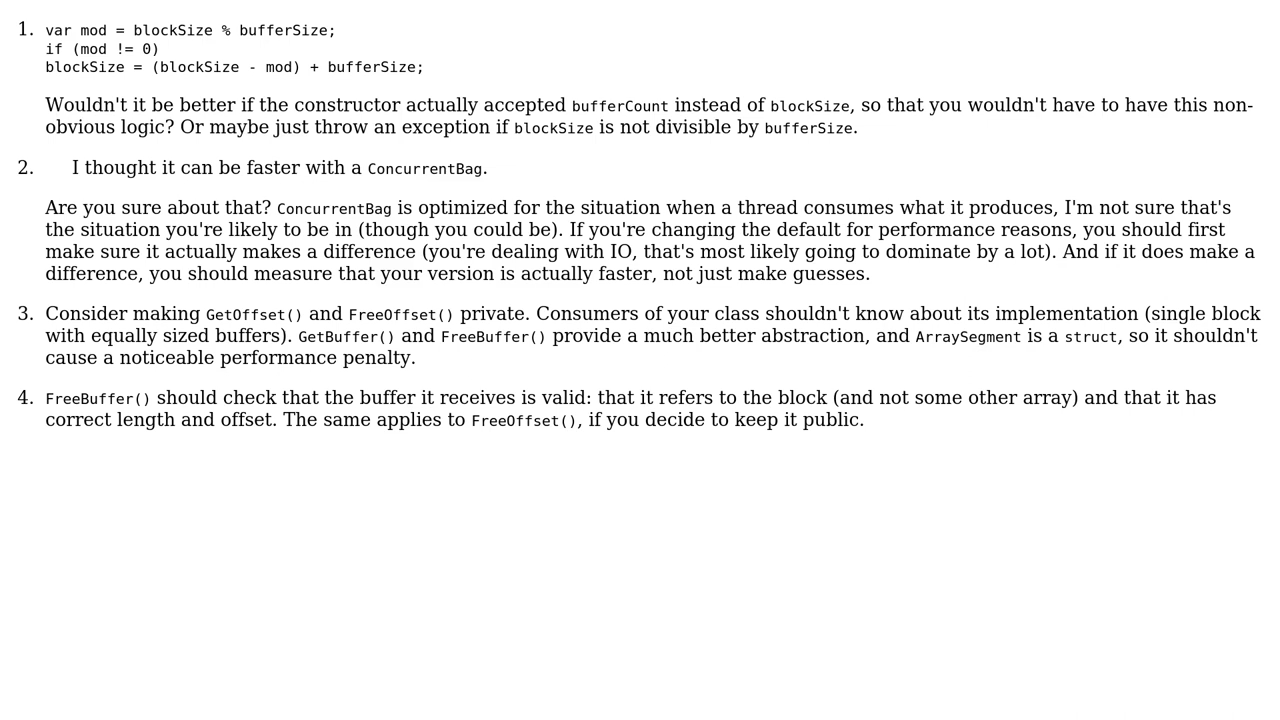 1. var mod = blockSize % bufferSize;
if (mod != 0)
blockSize = (blockSize - mod) + bufferSize;
Wouldn't it be better if the constructor actually accepted bufferCount instead of blockSize, so that you wouldn't have to have this non-
obvious logic? Or maybe just throw an exception if blockSize is not divisible by bufferSize.
2. I thought it can be faster with a ConcurrentBag.
Are you sure about that? ConcurrentBag is optimized for the situation when a thread consumes what it produces, I'm not sure that's
the situation you're likely to be in (though you could be). If you're changing the default for performance reasons, you should first
make sure it actually makes a difference (you're dealing with IO, that's most likely going to dominate by a lot). And if it does make a
difference, you should measure that your version is actually faster, not just make guesses.
3. Consider making GetOffset() and FreeOffset() private. Consumers of your class shouldn't know about its implementation (single block
with equally sized buffers). GetBuffer() and FreeBuffer() provide a much better abstraction, and ArraySegment is a struct, so it shouldn't
cause a noticeable performance penalty.
4. FreeBuffer() should check that the buffer it receives is valid: that it refers to the block (and not some other array) and that it has
correct length and offset. The same applies to FreeOffset(), if you decide to keep it public.